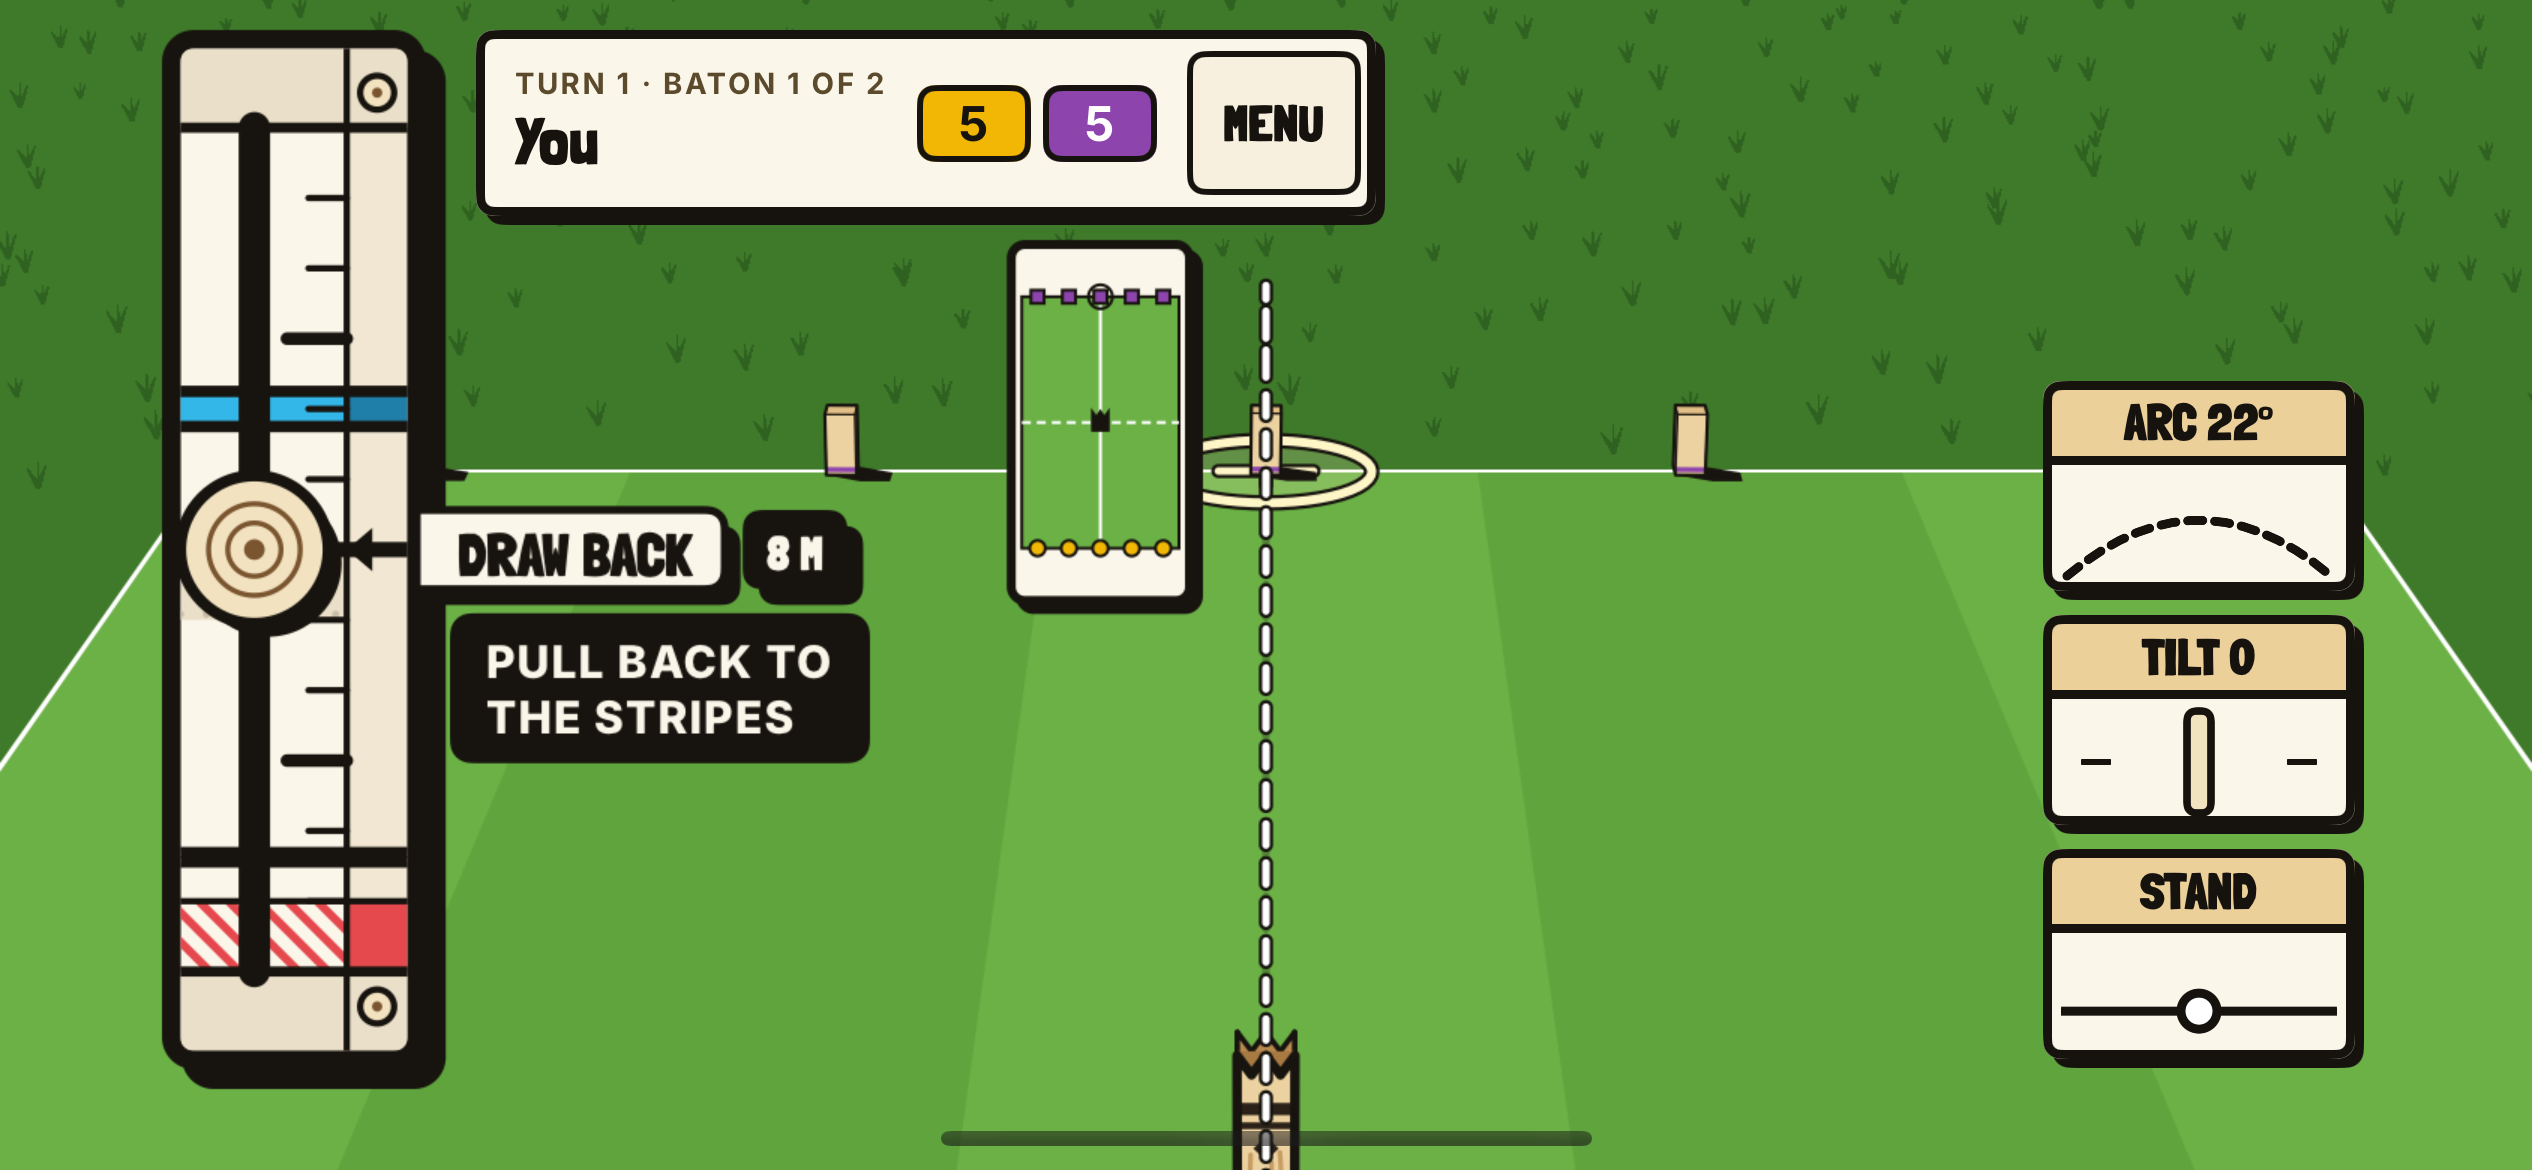 TURN 1 · BATON 1 OF 2
You
5
5
MENU
DRAW BACK
8 M
PULL BACK TO
THE STRIPES
ARC 22°
TILT 0
STAND